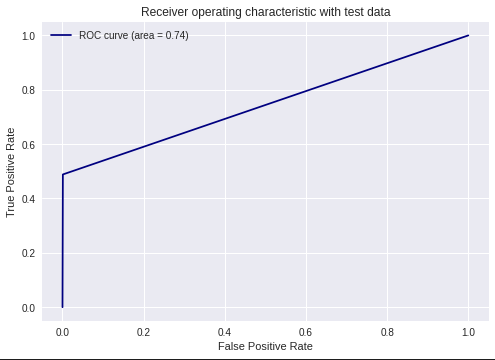 Receiver operating characteristic with test data
ROC curve (area = 0.74)
1.0
0.8
0.6
0.4
0.2
0.0
True Positive Rate
0.0 0.2 0.4 0.6 0.8 1.0
False Positive Rate